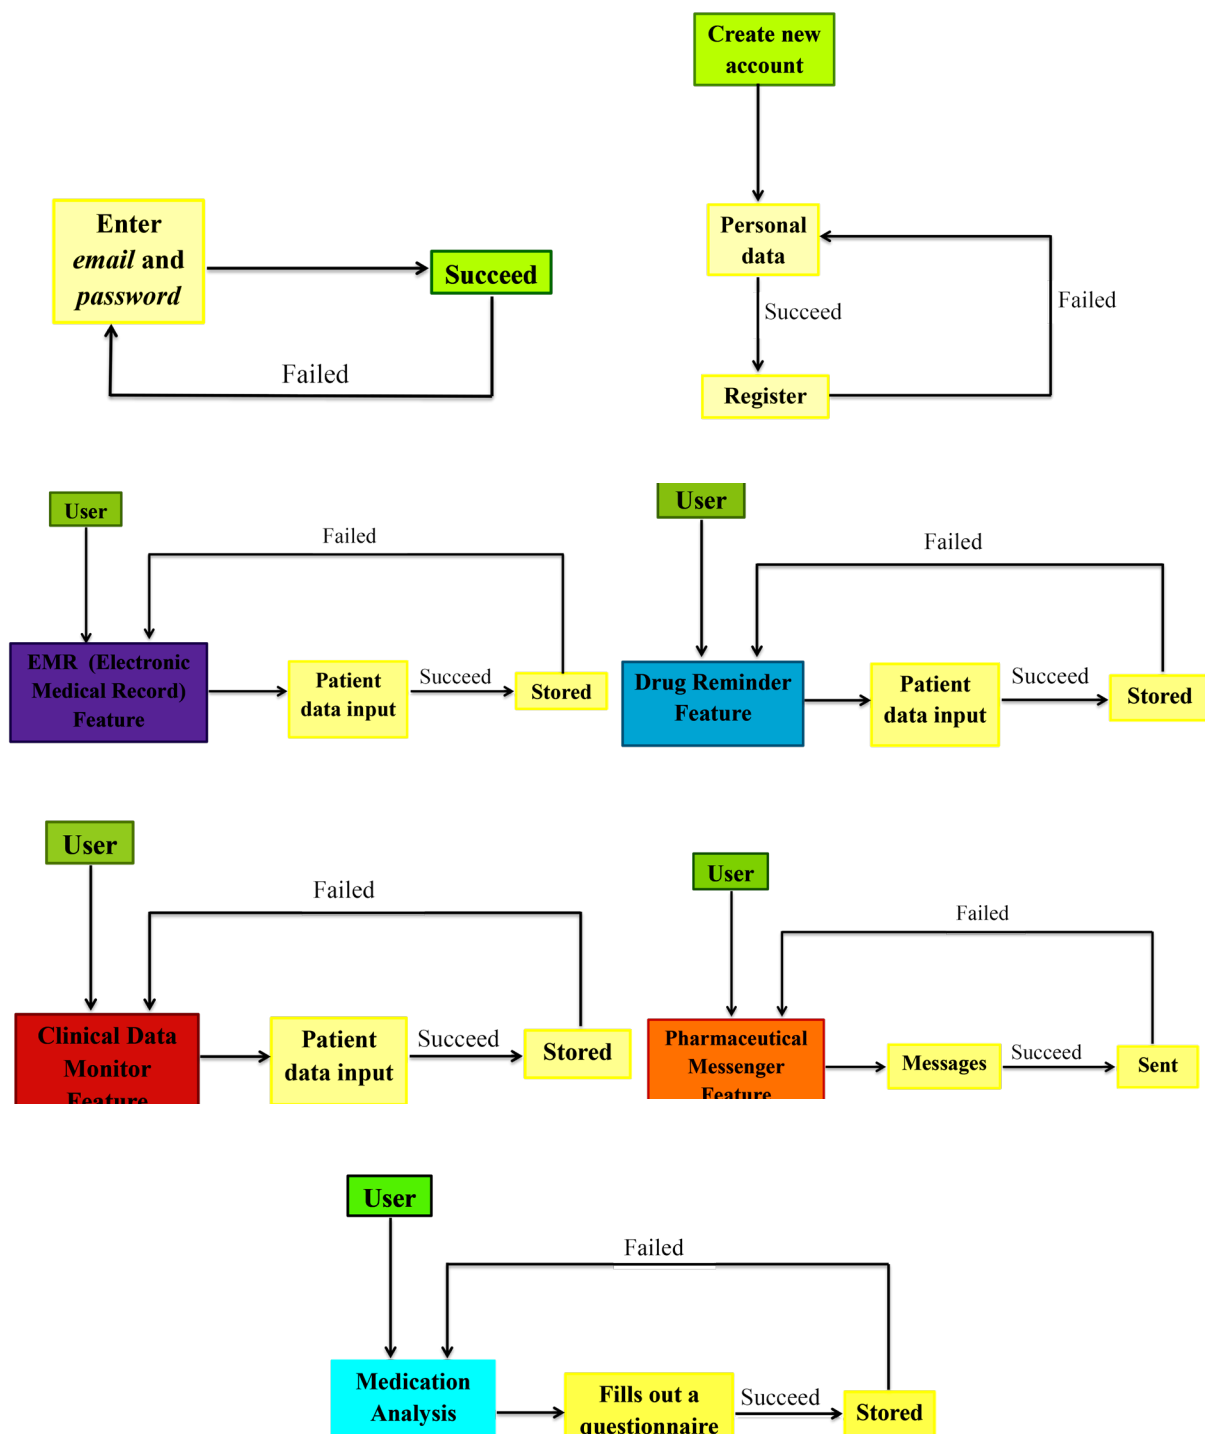 Create new
account
Enter
email and
password
Succeed
Failed
Personal
data
Succeed
Failed
Register
User
Failed
EMR (Electronic
Medical Record)
Feature
Patient
data input
Succeed
Stored
User
Failed
Drug Reminder
Feature
Patient
data input
Succeed
Stored
User
Failed
Clinical Data
Monitor
Feature
Patient
data input
Succeed
Stored
User
Failed
Pharmaceutical
Messenger
Feature
Messages
Succeed
Sent
User
Failed
Medication
Analysis
Fills out a
questionnaire
Succeed
Stored